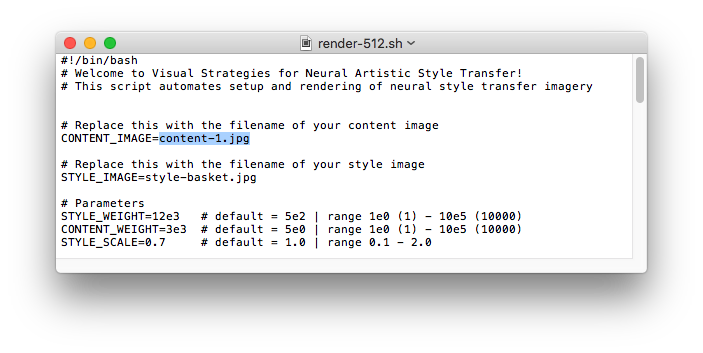 render-512.sh
#!/bin/bash
# Welcome to Visual Strategies for Neural Artistic Style Transfer!
# This script automates setup and rendering of neural style transfer imagery
# Replace this with the filename of your content image
CONTENT_IMAGE=content-1.jpg
# Replace this with the filename of your style image
STYLE_IMAGE=style-basket.jpg
# Parameters
STYLE_WEIGHT=12e3   # default = 5e2 | range 1e0 (1) - 10e5 (10000)
CONTENT_WEIGHT=3e3  # default = 5e0 | range 1e0 (1) - 10e5 (10000)
STYLE_SCALE=0.7     # default = 1.0 | range 0.1 - 2.0